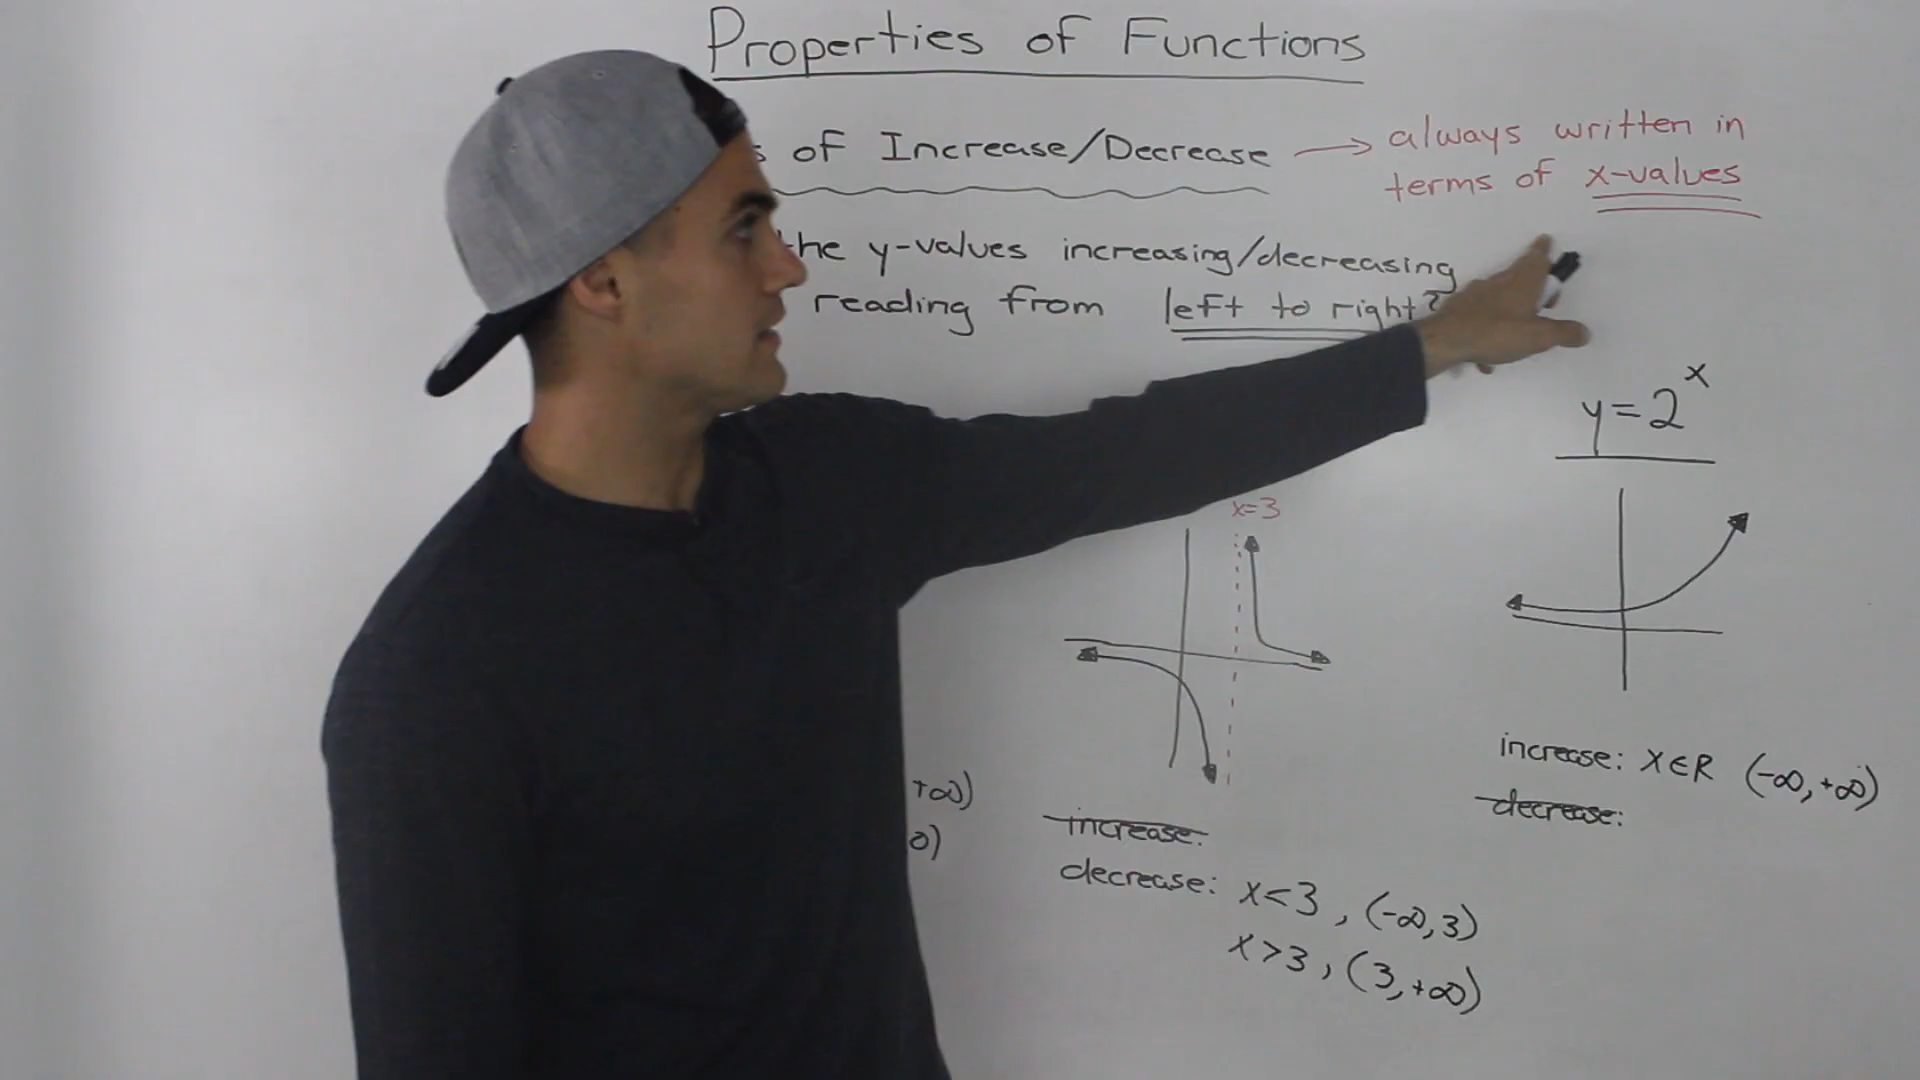 Properties of Functions
of Increase/Decrease → always written in
terms of x-values
the y-values increasing/decreasing
reading from left to right?
y=2^x
x=3
increase: x∈R (-∞,+∞)
decrease:
+∞)
0)
increase:
decrease: x<3, (-∞,3)
x>3, (3,+∞)